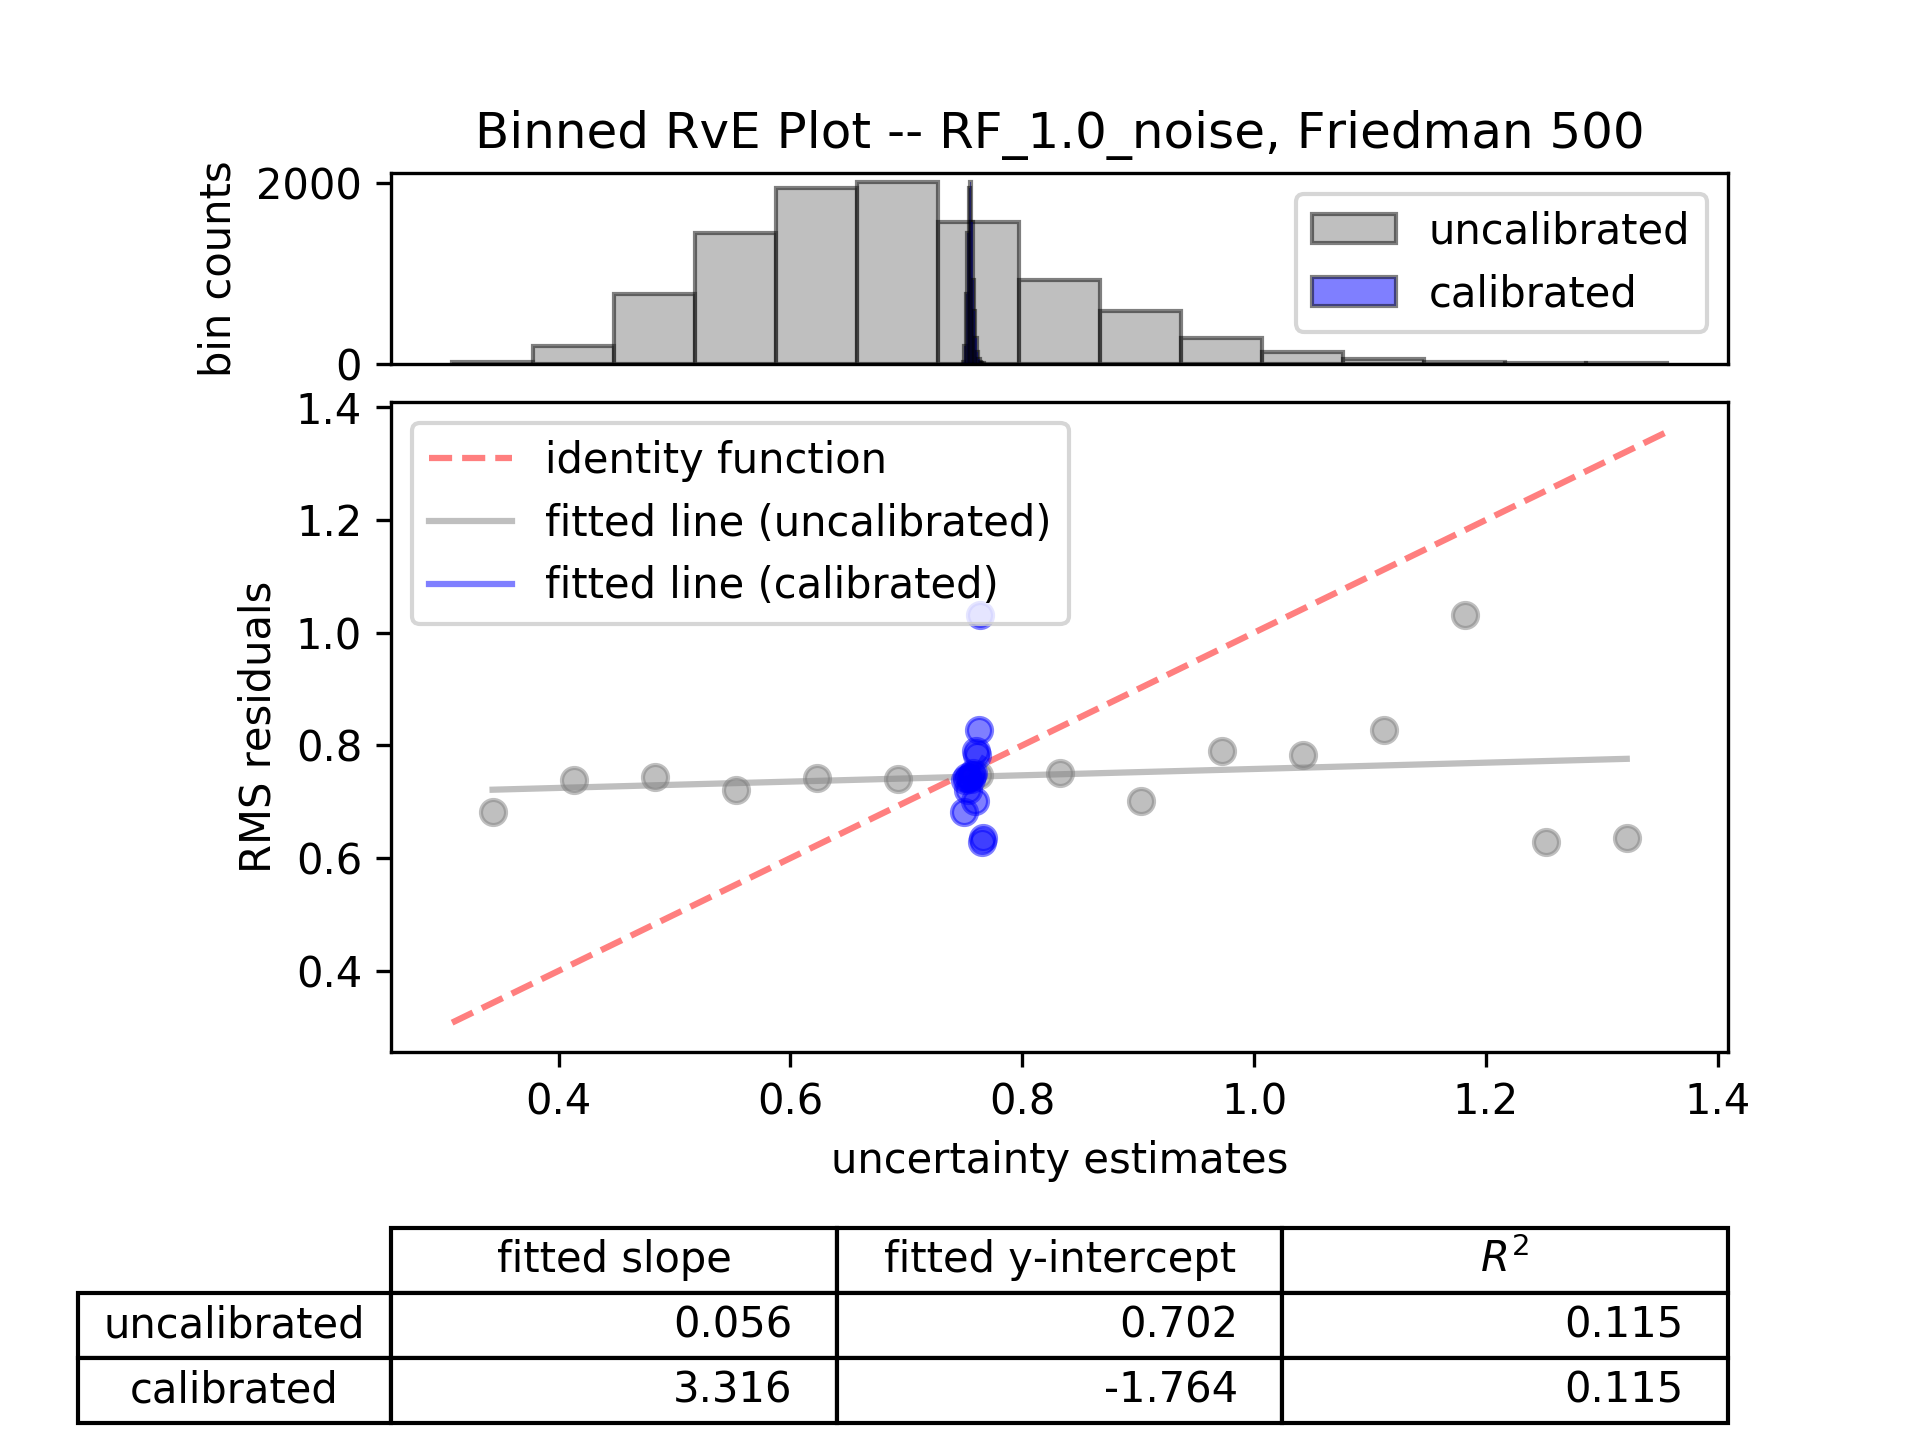 Binned RvE Plot -- RF_1.0_noise, Friedman 500
bin counts
2000
0
uncalibrated
calibrated
RMS residuals
1.4
1.2
1.0
0.8
0.6
0.4
identity function
fitted line (uncalibrated)
fitted line (calibrated)
0.4 0.6 0.8 1.0 1.2 1.4
uncertainty estimates
fitted slope fitted y-intercept R²
uncalibrated 0.056 0.702 0.115
calibrated 3.316 -1.764 0.115